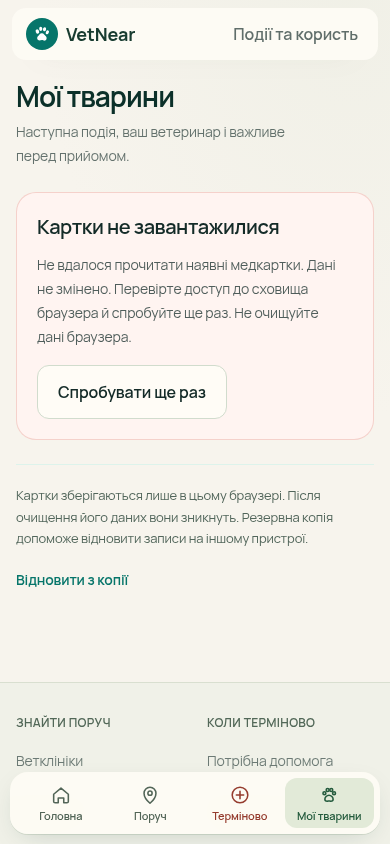 VetNear
Події та користь
Мої тварини
Наступна подія, ваш ветеринар і важливе
перед прийомом.
Картки не завантажилися
Не вдалося прочитати наявні медкартки. Дані
не змінено. Перевірте доступ до сховища
браузера й спробуйте ще раз. Не очищуйте
дані браузера.
Спробувати ще раз
Картки зберігаються лише в цьому браузері. Після
очищення його даних вони зникнуть. Резервна копія
допоможе відновити записи на іншому пристрої.
Відновити з копії
ЗНАЙТИ ПОРУЧ
КОЛИ ТЕРМІНОВО
Ветклініки
Потрібна допомога
Головна
Поруч
Терміново
Мої тварини